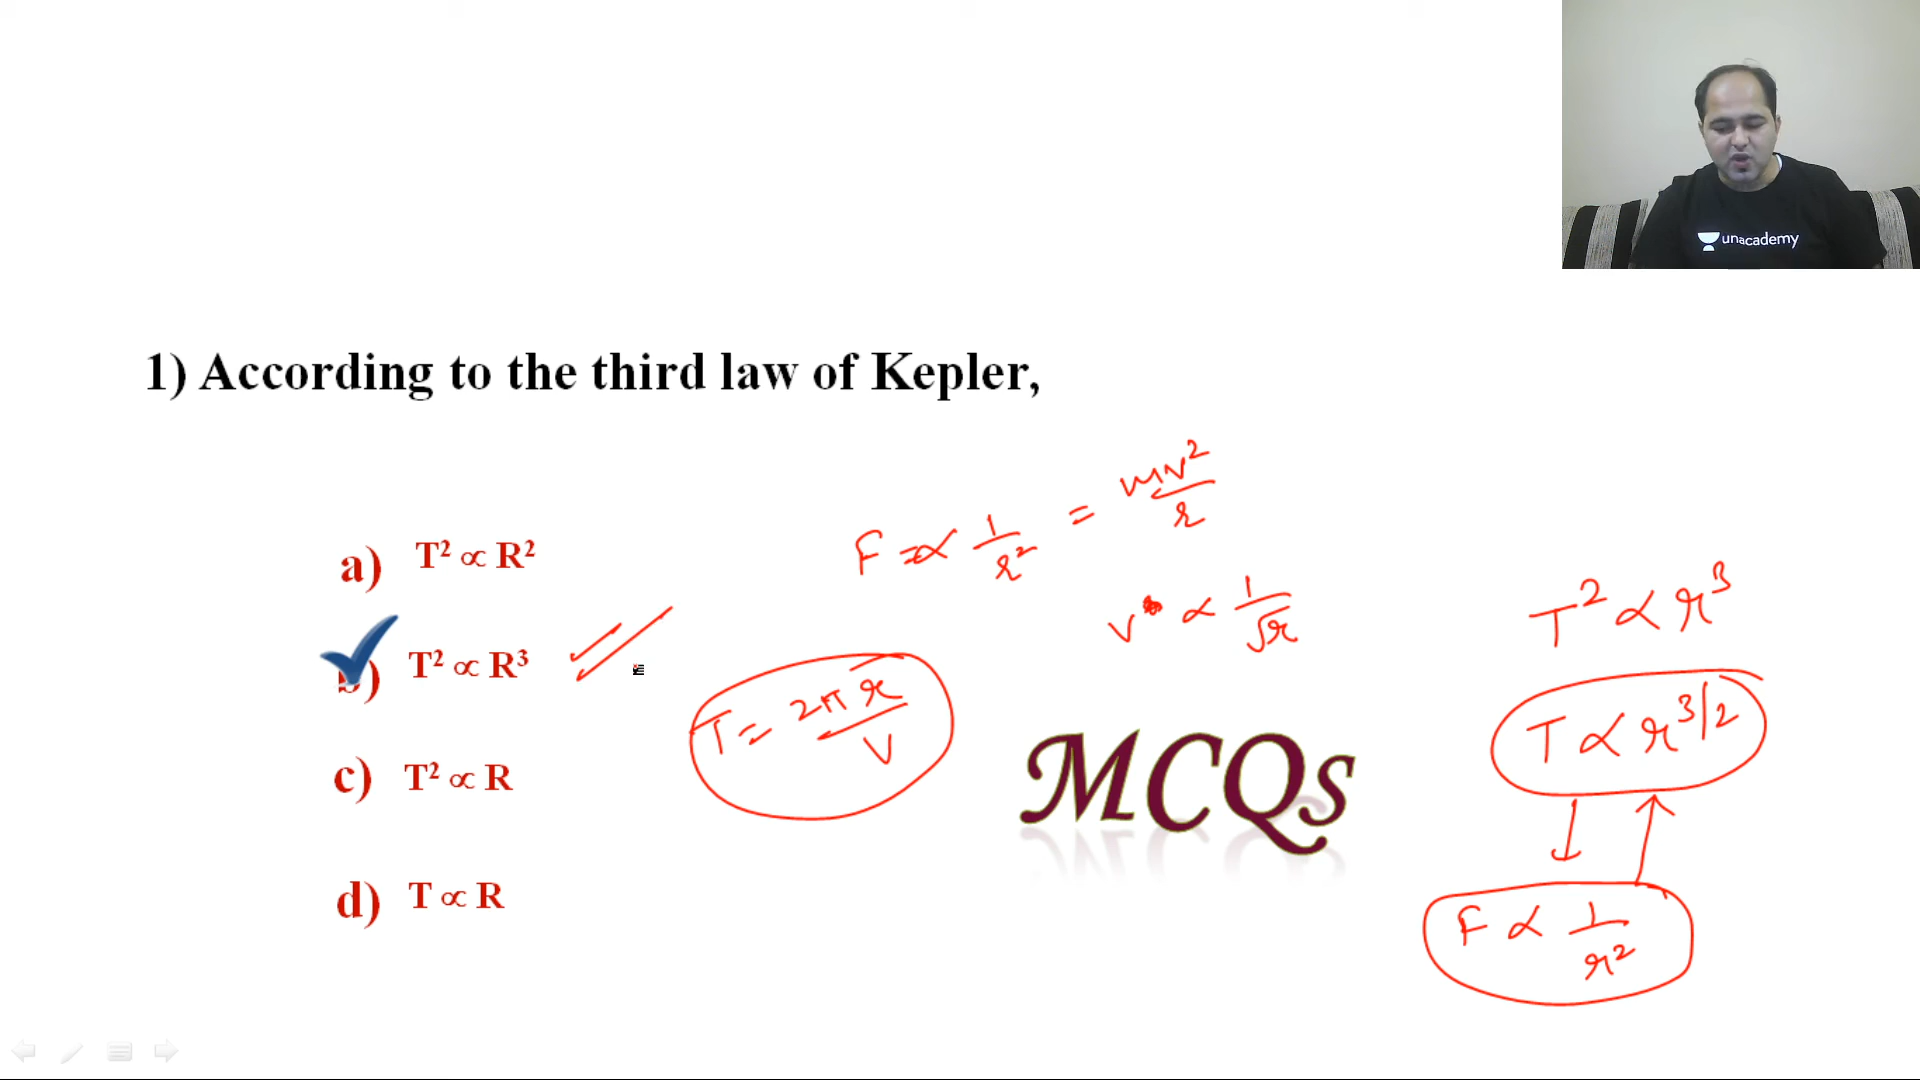 unacademy
1) According to the third law of Kepler,
a) T² ∝ R²
b) T² ∝ R³
c) T² ∝ R
d) T ∝ R
F = ∝ 1/r² = mv²/r
v ∝ 1/√r
T = 2πr/V
MCQs
T² ∝ r³
T ∝ r^3/2
F ∝ 1/r²